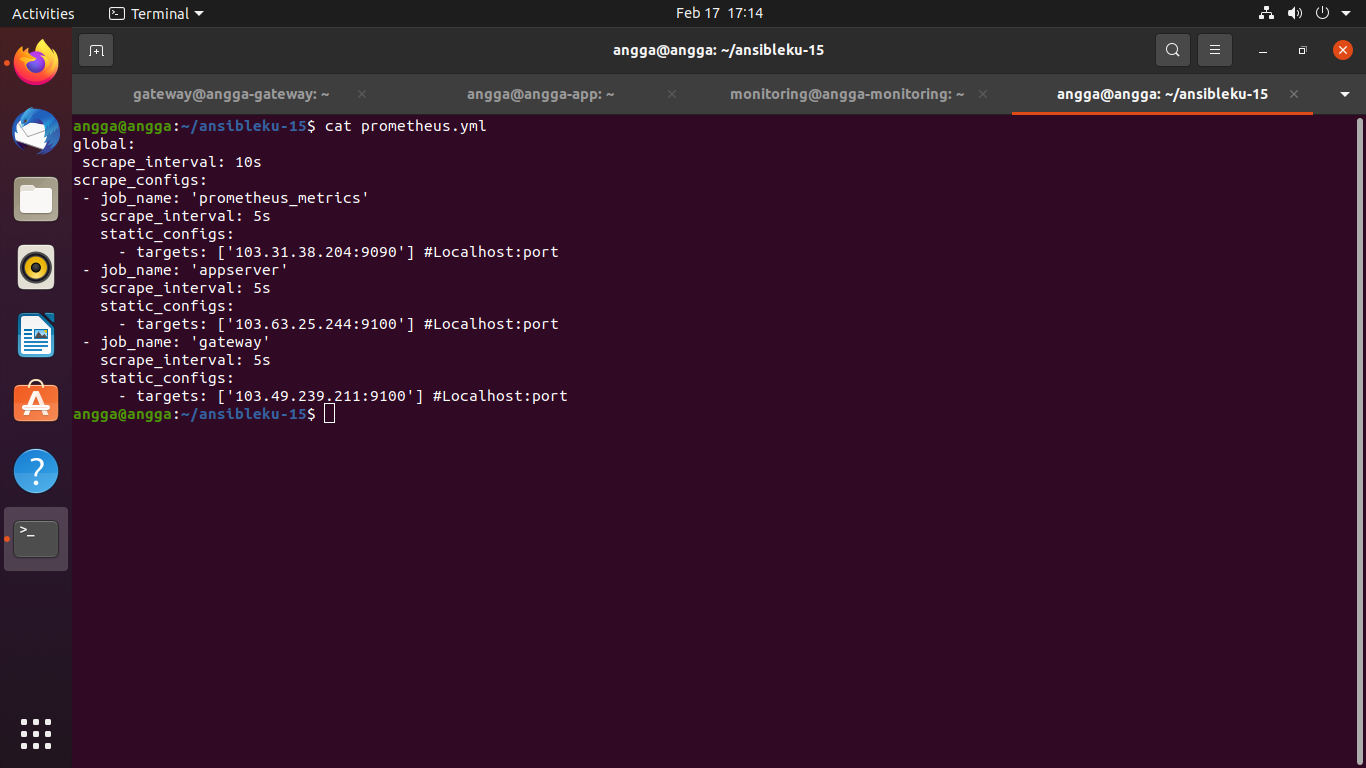 Activities
Terminal
Feb 17 17:14
angga@angga: ~/ansibleku-15
gateway@angga-gateway: ~
angga@angga-app: ~
monitoring@angga-monitoring: ~
angga@angga: ~/ansibleku-15
angga@angga:~/ansibleku-15$ cat prometheus.yml
global:
 scrape_interval: 10s
scrape_configs:
 - job_name: 'prometheus_metrics'
   scrape_interval: 5s
   static_configs:
     - targets: ['103.31.38.204:9090'] #Localhost:port
 - job_name: 'appserver'
   scrape_interval: 5s
   static_configs:
     - targets: ['103.63.25.244:9100'] #Localhost:port
 - job_name: 'gateway'
   scrape_interval: 5s
   static_configs:
     - targets: ['103.49.239.211:9100'] #Localhost:port
angga@angga:~/ansibleku-15$